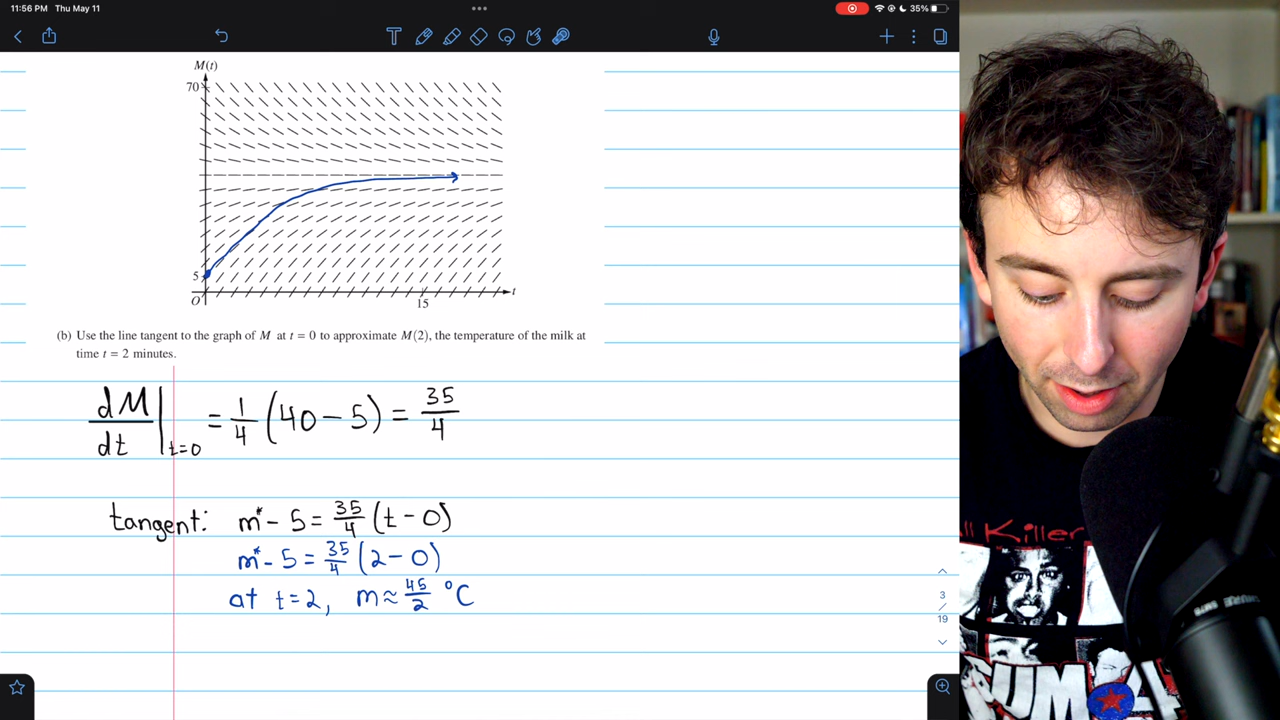 11:56 PM Thu May 11
35%
M(t)
70
5
O
15
t
(b) Use the line tangent to the graph of M at t = 0 to approximate M(2), the temperature of the milk at
time t = 2 minutes.
dM/dt |t=0 = 1/4 (40 − 5) = 35/4
tangent: m* − 5 = 35/4 (t − 0)
m* − 5 = 35/4 (2 − 0)
at t = 2, m ≈ 45/2 °C
3
/
19
Killer
SUM 41